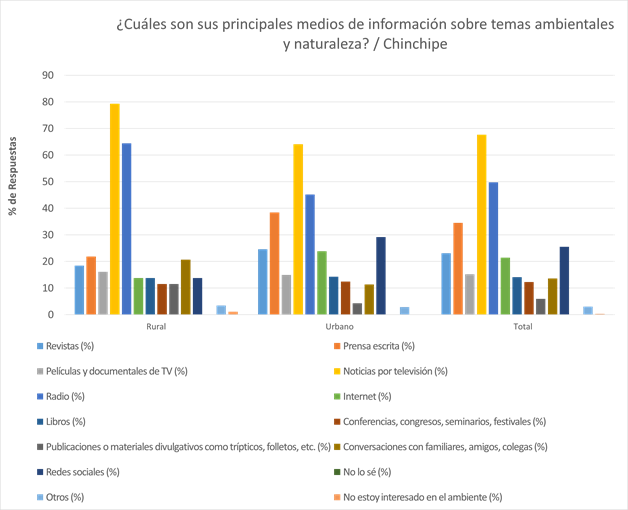 ¿Cuáles son sus principales medios de información sobre temas ambientales
y naturaleza? / Chinchipe
% de Respuestas
90
80
70
60
50
40
30
20
10
0
Rural Urbano Total
Revistas (%) Prensa escrita (%)
Películas y documentales de TV (%) Noticias por televisión (%)
Radio (%) Internet (%)
Libros (%) Conferencias, congresos, seminarios, festivales (%)
Publicaciones o materiales divulgativos como trípticos, folletos, etc. (%) Conversaciones con familiares, amigos, colegas (%)
Redes sociales (%) No lo sé (%)
Otros (%) No estoy interesado en el ambiente (%)